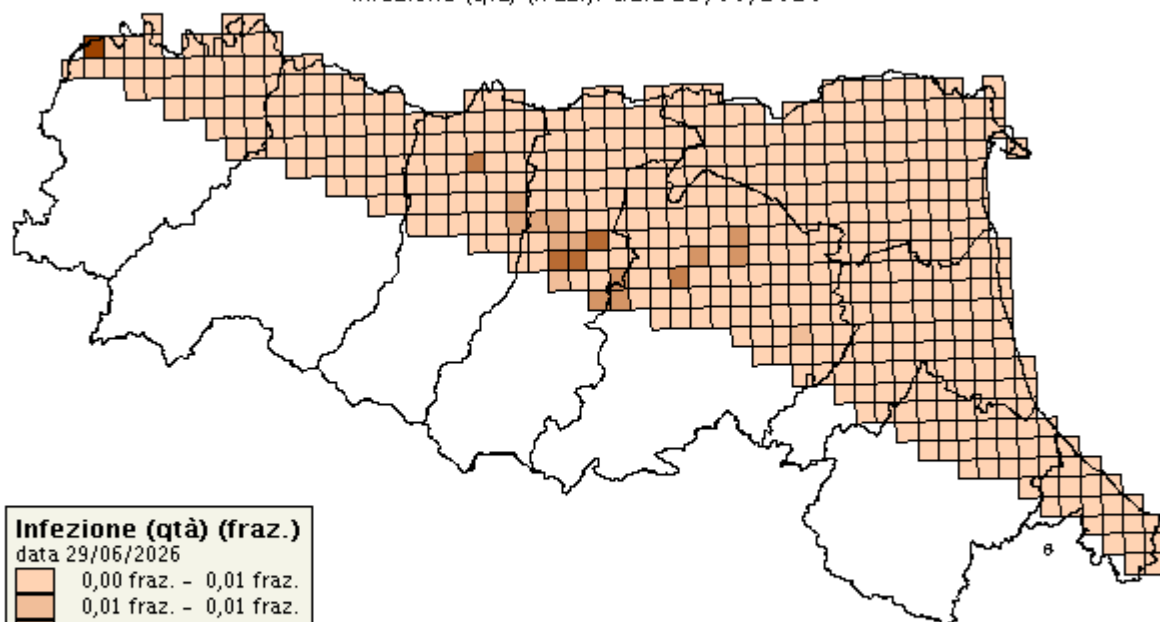 Infezione (qtà) (fraz.)
data 29/06/2026
0,00 fraz. - 0,01 fraz.
0,01 fraz. - 0,01 fraz.